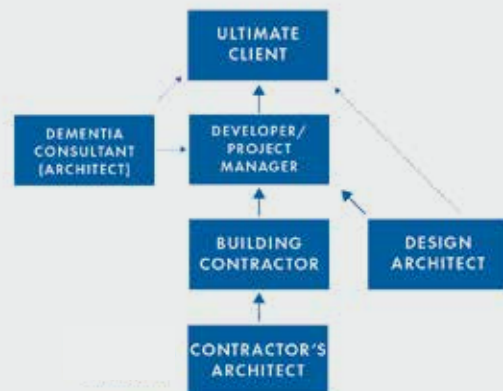 ULTIMATE
CLIENT
DEMENTIA
CONSULTANT
(ARCHITECT)
DEVELOPER/
PROJECT
MANAGER
BUILDING
CONTRACTOR
DESIGN
ARCHITECT
CONTRACTOR'S
ARCHITECT